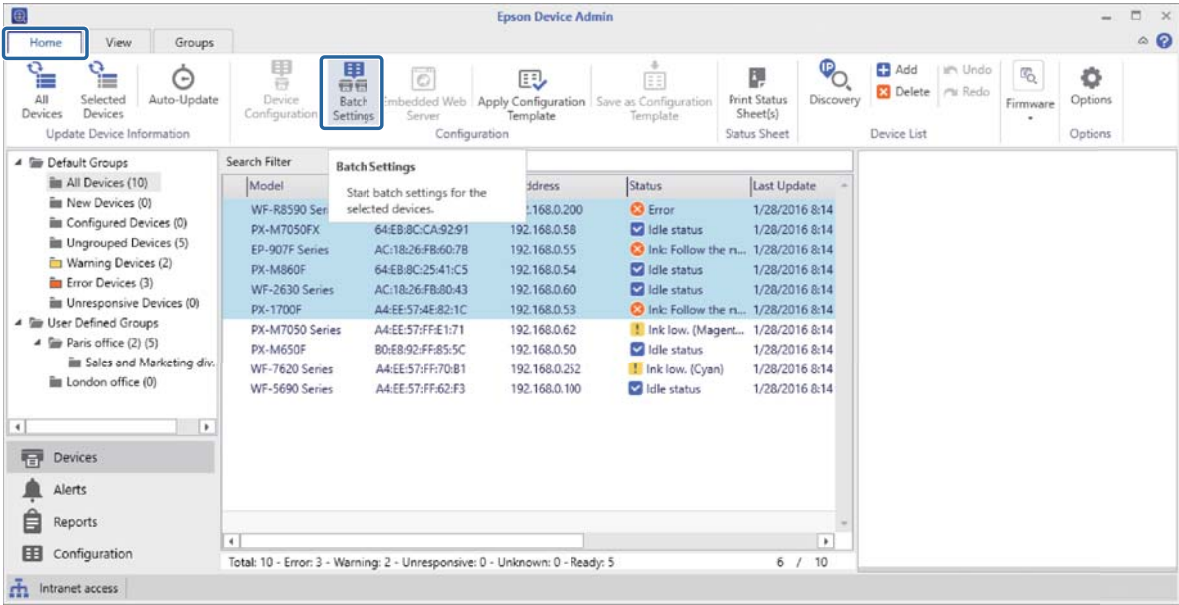 Epson Device Admin
Home View Groups
All Devices
Selected Devices
Auto-Update
Update Device Information
Device Configuration
Batch Settings
Embedded Web Server
Apply Configuration Template
Save as Configuration Template
Configuration
Print Status Sheet(s)
Status Sheet
IP
Discovery
Add
Delete
Undo
Redo
Device List
Firmware
Options
Options
Default Groups
All Devices (10)
New Devices (0)
Configured Devices (0)
Ungrouped Devices (5)
Warning Devices (2)
Error Devices (3)
Unresponsive Devices (0)
User Defined Groups
Paris office (2) (5)
Sales and Marketing div.
London office (0)
Devices
Alerts
Reports
Configuration
Search Filter
Batch Settings
Start batch settings for the
selected devices.
Model ddress Status Last Update
WF-R8590 Seri .168.0.200 Error 1/28/2016 8:14
PX-M7050FX 64:EB:8C:CA:92:91 192.168.0.58 Idle status 1/28/2016 8:14
EP-907F Series AC:18:26:FB:60:7B 192.168.0.55 Ink: Follow the n... 1/28/2016 8:14
PX-M860F 64:EB:8C:25:41:C5 192.168.0.54 Idle status 1/28/2016 8:14
WF-2630 Series AC:18:26:FB:80:43 192.168.0.60 Idle status 1/28/2016 8:14
PX-1700F A4:EE:57:4E:82:1C 192.168.0.53 Ink: Follow the n... 1/28/2016 8:14
PX-M7050 Series A4:EE:57:FF:E1:71 192.168.0.62 Ink low. (Magent... 1/28/2016 8:14
PX-M650F B0:E8:92:FF:85:5C 192.168.0.50 Idle status 1/28/2016 8:14
WF-7620 Series A4:EE:57:FF:70:B1 192.168.0.252 Ink low. (Cyan) 1/28/2016 8:14
WF-5690 Series A4:EE:57:FF:62:F3 192.168.0.100 Idle status 1/28/2016 8:14
Total: 10 - Error: 3 - Warning: 2 - Unresponsive: 0 - Unknown: 0 - Ready: 5 6 / 10
Intranet access